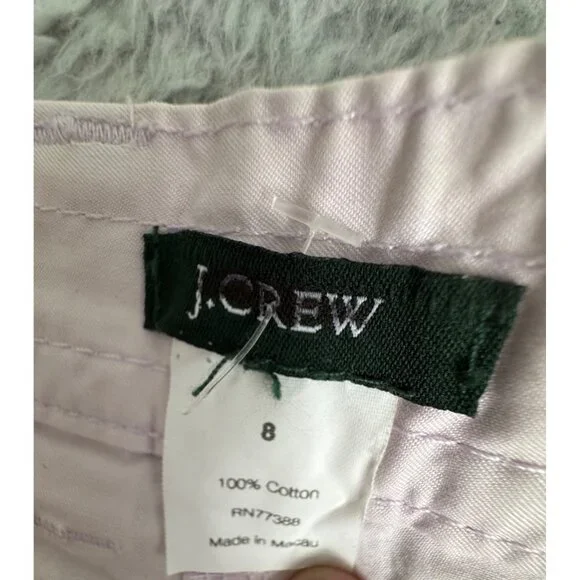 J.CREW
8
100% Cotton
RN77388
Made in Macau